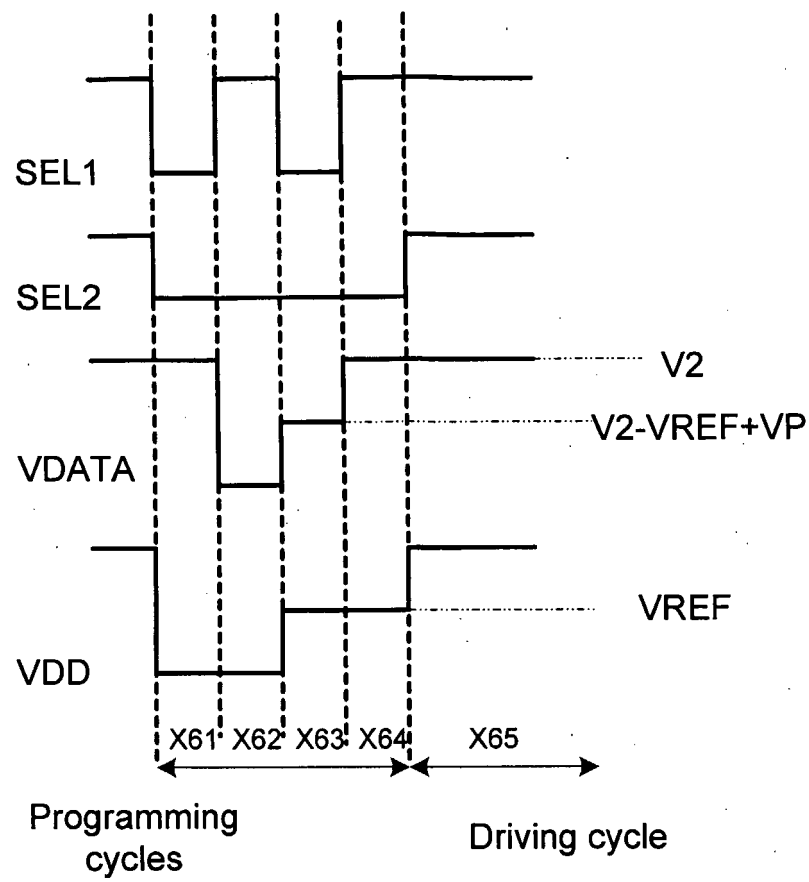 SEL1
SEL2
V2
V2-VREF+VP
VDATA
VREF
VDD
X61 X62 X63 X64 X65
Programming
cycles
Driving cycle